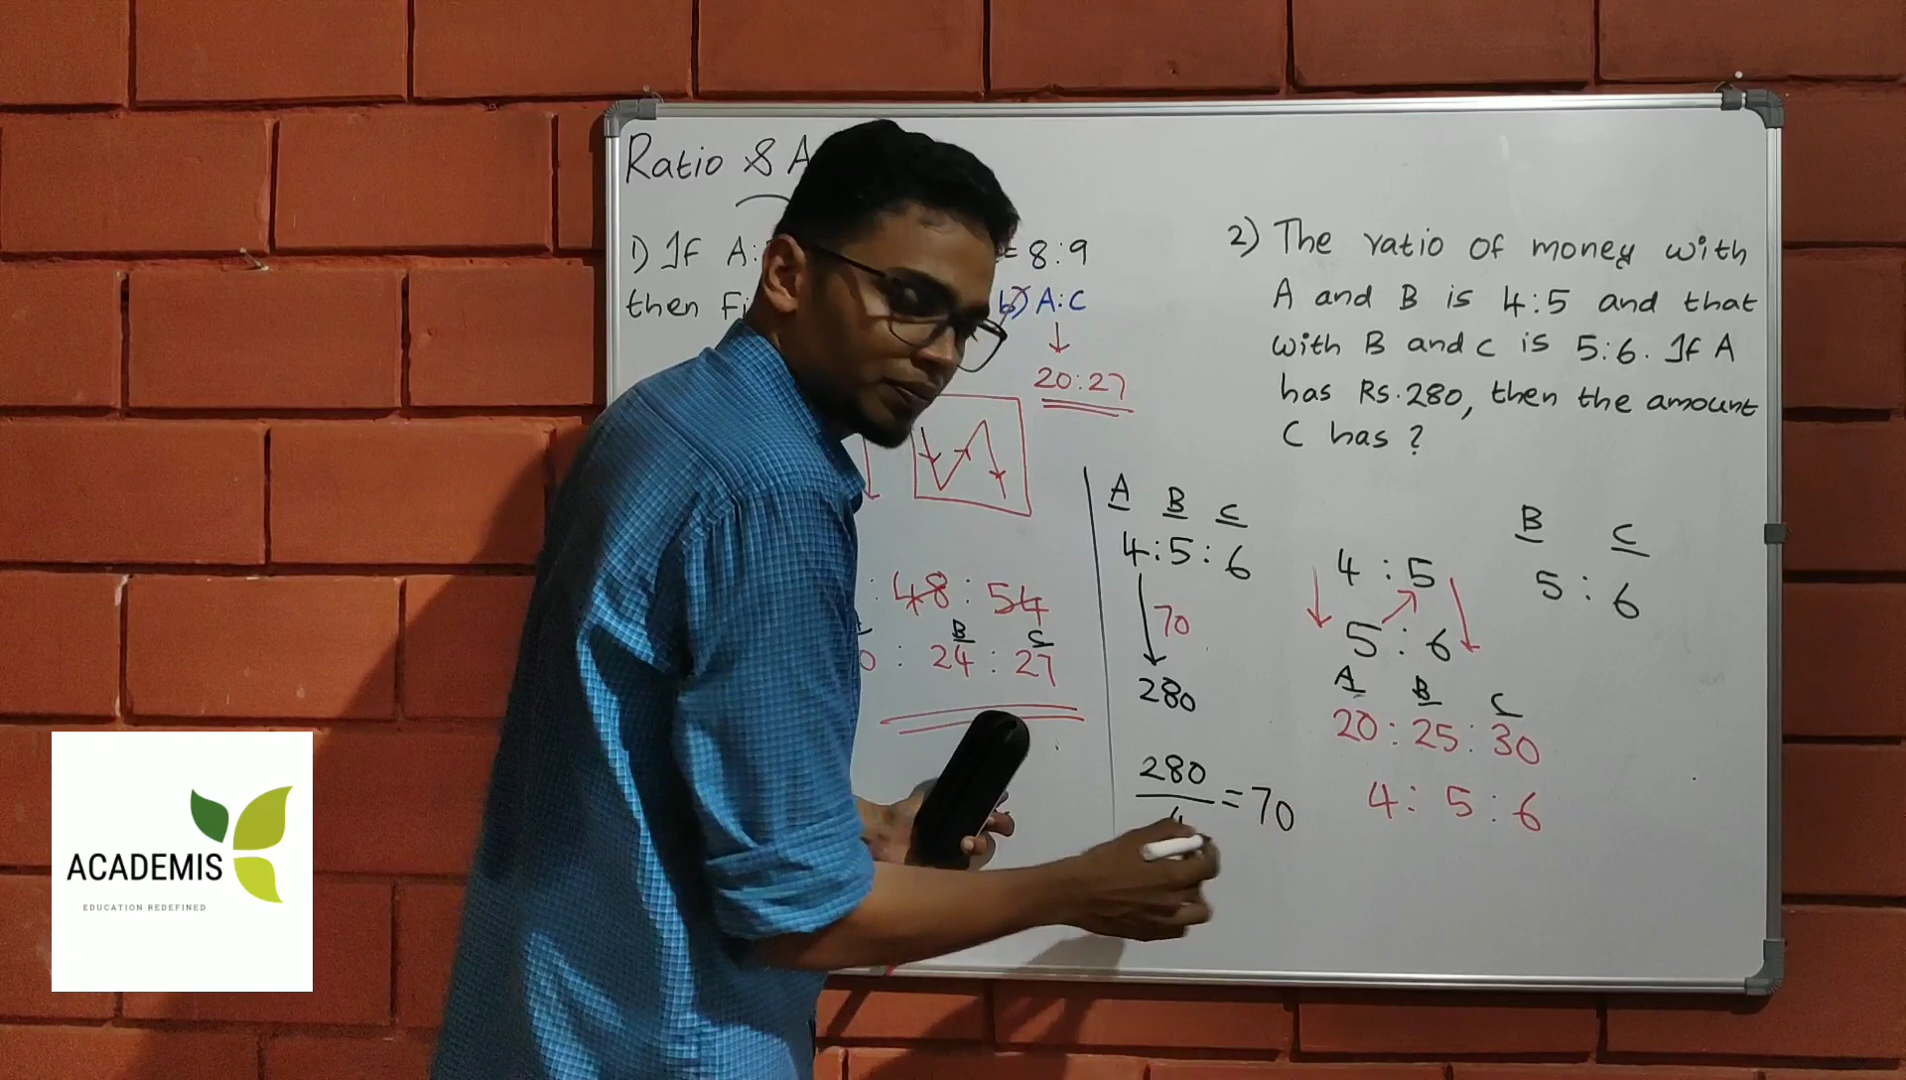 Ratio & A
1) If A: = 8:9
then Fi b) A:C
20:27
: 48 : 54
B C
0 : 24 : 27
2) The ratio of money with
A and B is 4:5 and that
with B and C is 5:6. If A
has Rs.280, then the amount
C has ?
A B C
4:5:6
70
280
280
= 70
4
4 : 5
5 : 6
A B C
20:25:30
4: 5: 6
B C
5 : 6
ACADEMIS
EDUCATION REDEFINED